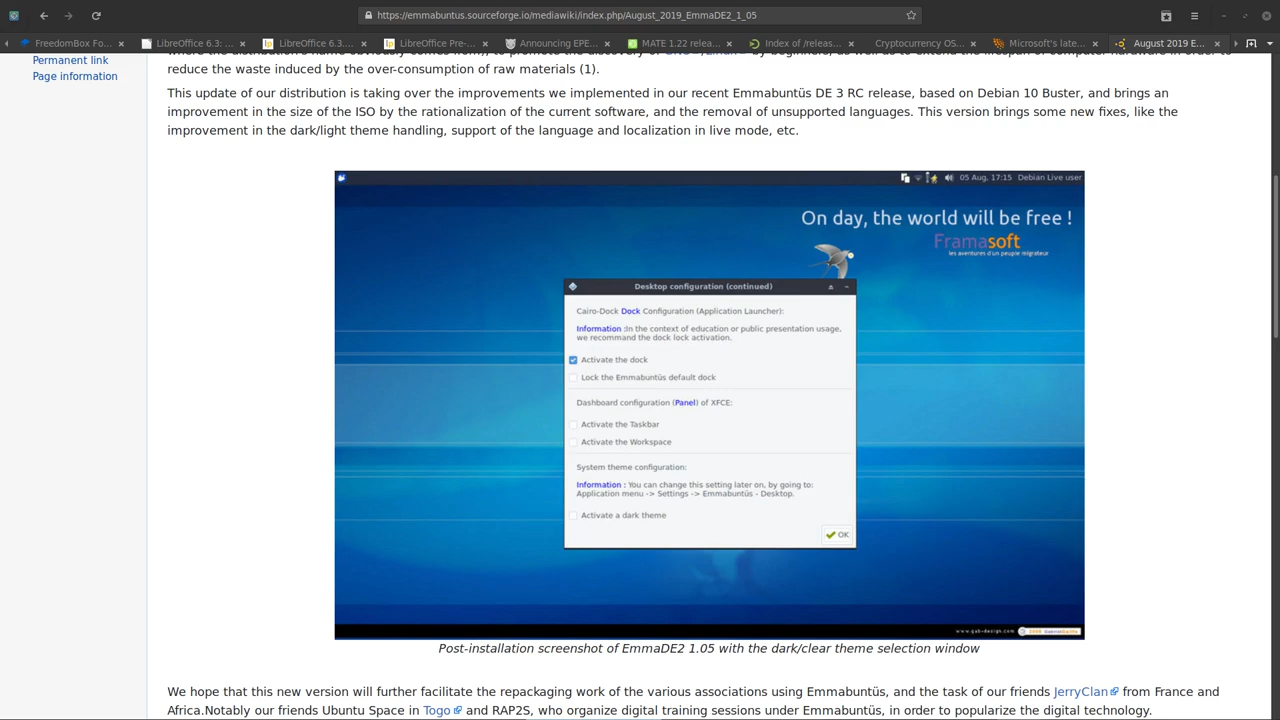 https://emmabuntus.sourceforge.io/mediawiki/index.php/August_2019_EmmaDE2_1_05
FreedomBox Fo...
LibreOffice 6.3: ...
LibreOffice 6.3....
LibreOffice Pre-...
Announcing EPE...
MATE 1.22 relea...
Index of /releas...
Cryptocurrency OS...
Microsoft's late...
August 2019 E...
Permanent link
Page information
reduce the waste induced by the over-consumption of raw materials (1).
This update of our distribution is taking over the improvements we implemented in our recent Emmabuntüs DE 3 RC release, based on Debian 10 Buster, and brings an
improvement in the size of the ISO by the rationalization of the current software, and the removal of unsupported languages. This version brings some new fixes, like the
improvement in the dark/light theme handling, support of the language and localization in live mode, etc.
05 Aug, 17:15 Debian Live user
On day, the world will be free !
Framasoft
les aventures d'un peuple migrateur
Desktop configuration (continued)
Cairo-Dock Dock Configuration (Application Launcher):
Information :In the context of education or public presentation usage,
we recommand the dock lock activation.
Activate the dock
Lock the Emmabuntüs default dock
Dashboard configuration (Panel) of XFCE:
Activate the Taskbar
Activate the Workspace
System theme configuration:
Information : You can change this setting later on, by going to:
Application menu -> Settings -> Emmabuntüs - Desktop.
Activate a dark theme
OK
Post-installation screenshot of EmmaDE2 1.05 with the dark/clear theme selection window
We hope that this new version will further facilitate the repackaging work of the various associations using Emmabuntüs, and the task of our friends JerryClan from France and
Africa.Notably our friends Ubuntu Space in Togo and RAP2S, who organize digital training sessions under Emmabuntüs, in order to popularize the digital technology.